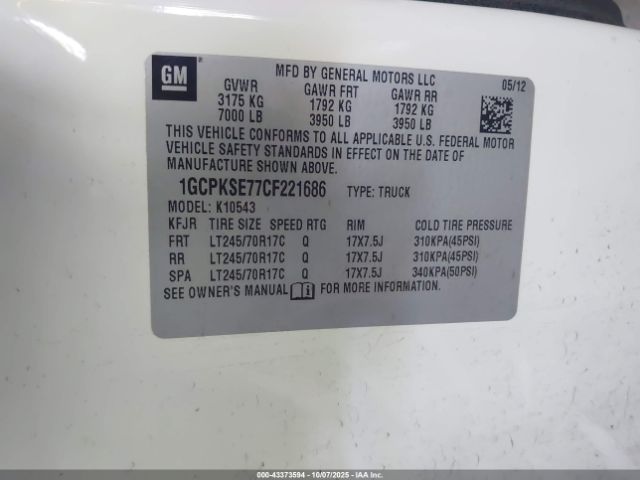 GM
MFD BY GENERAL MOTORS LLC
05/12
GVWR GAWR FRT GAWR RR
3175 KG 1792 KG 1792 KG
7000 LB 3950 LB 3950 LB
THIS VEHICLE CONFORMS TO ALL APPLICABLE U.S. FEDERAL MOTOR
VEHICLE SAFETY STANDARDS IN EFFECT ON THE DATE OF
MANUFACTURE SHOWN ABOVE.
1GCPKSE77CF221686 TYPE: TRUCK
MODEL: K10543
KFJR TIRE SIZE SPEED RTG RIM COLD TIRE PRESSURE
FRT LT245/70R17C Q 17X7.5J 310KPA(45PSI)
RR LT245/70R17C Q 17X7.5J 310KPA(45PSI)
SPA LT245/70R17C Q 17X7.5J 340KPA(50PSI)
SEE OWNER'S MANUAL FOR MORE INFORMATION.
000-43373594 - 10/07/2025 - IAAI.COM